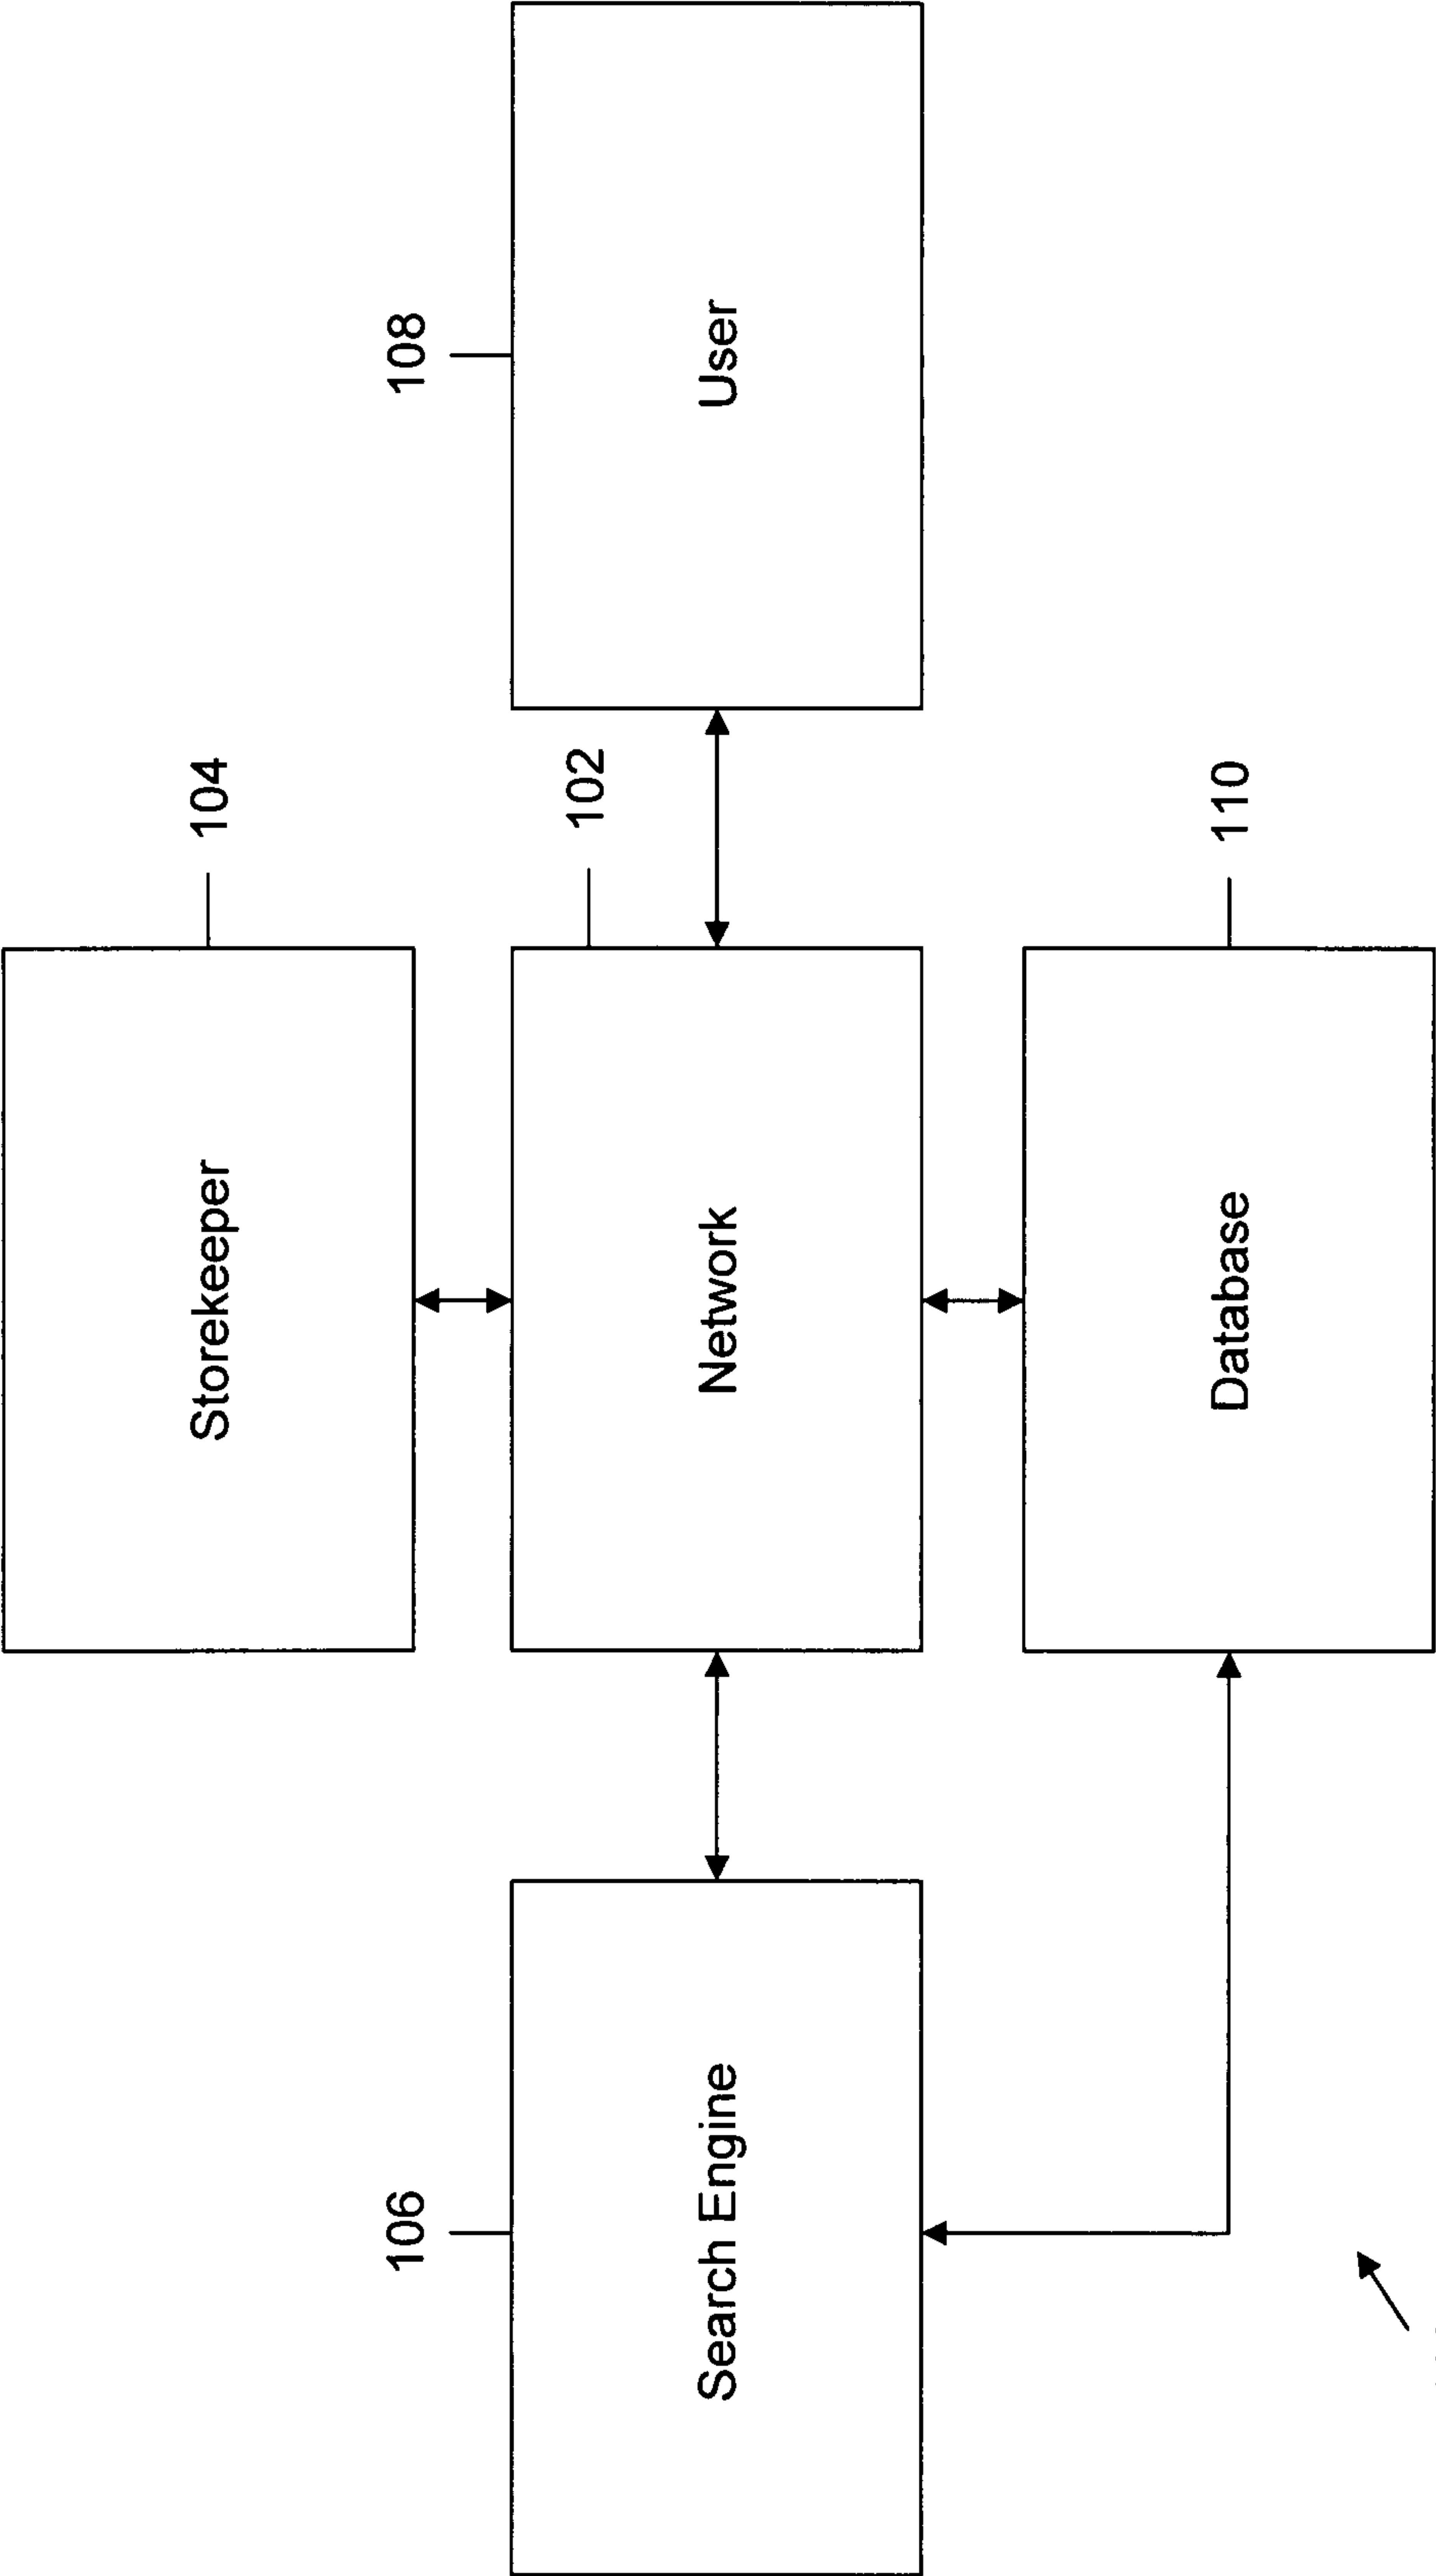 Storekeeper
104
106
108
102
Search Engine
Network
User
Database
110